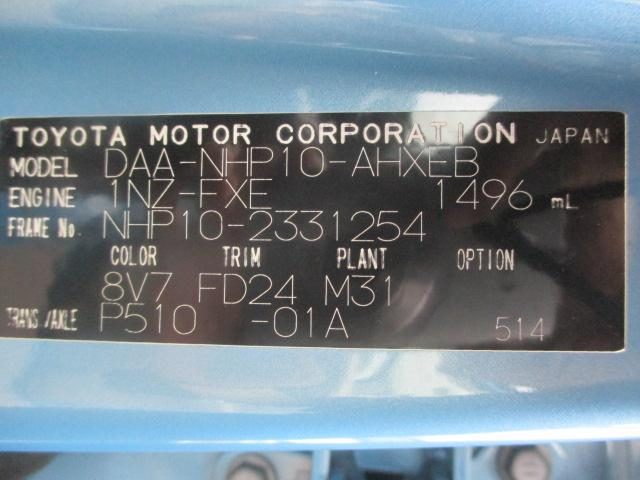 TOYOTA MOTOR CORPORATION JAPAN
MODEL DAA-NHP10-AHXEB
ENGINE 1NZ-FXE 1496 mL
FRAME No. NHP10-2331254
COLOR TRIM PLANT OPTION
8V7 FD24 M31
TRANS./AXLE P510 -01A 514